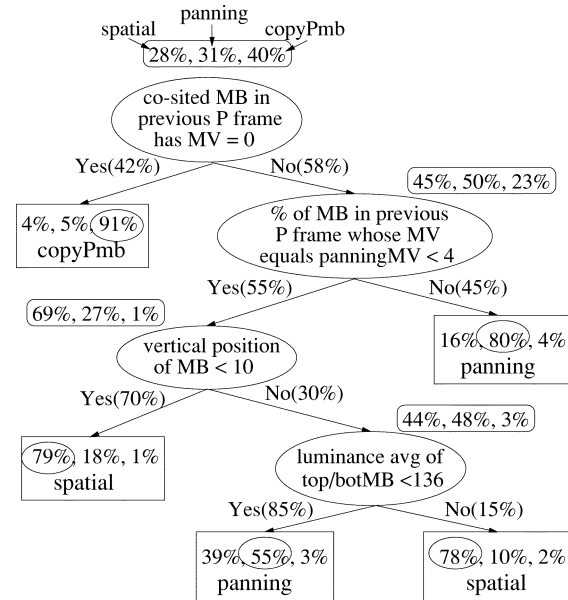 panning
spatial
copyPmb
28%, 31%, 40%
co-sited MB in
previous P frame
has MV = 0
Yes(42%)
No(58%)
45%, 50%, 23%
4%, 5%, 91%
copyPmb
% of MB in previous
P frame whose MV
equals panningMV < 4
Yes(55%)
No(45%)
69%, 27%, 1%
16%, 80%, 4%
panning
vertical position
of MB < 10
Yes(70%)
No(30%)
44%, 48%, 3%
79%, 18%, 1%
spatial
luminance avg of
top/botMB <136
Yes(85%)
No(15%)
39%, 55%, 3%
panning
78%, 10%, 2%
spatial